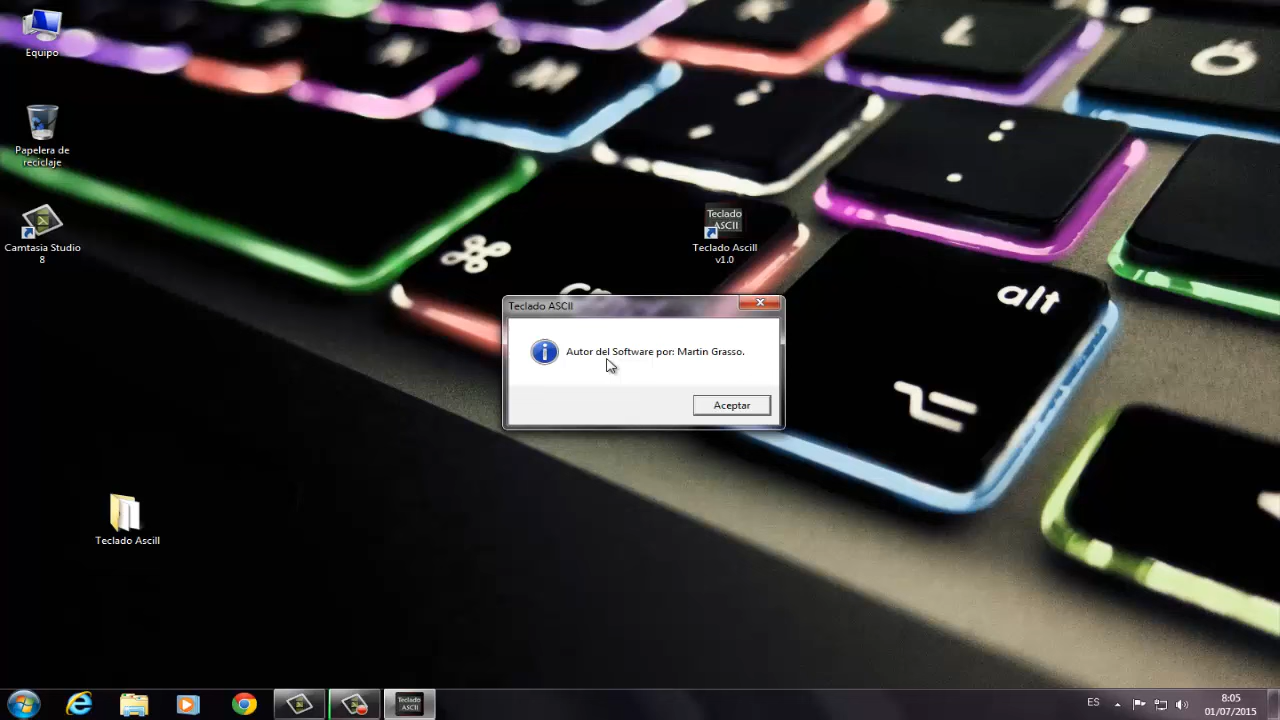 Equipo
Papelera de
reciclaje
Camtasia Studio
8
Teclado
ASCII
Teclado Ascill
v1.0
L
Ö
M
alt
Teclado ASCII
Autor del Software por: Martin Grasso.
Aceptar
Teclado Ascill
Teclado
ASCII
ES
8:05
01/07/2015